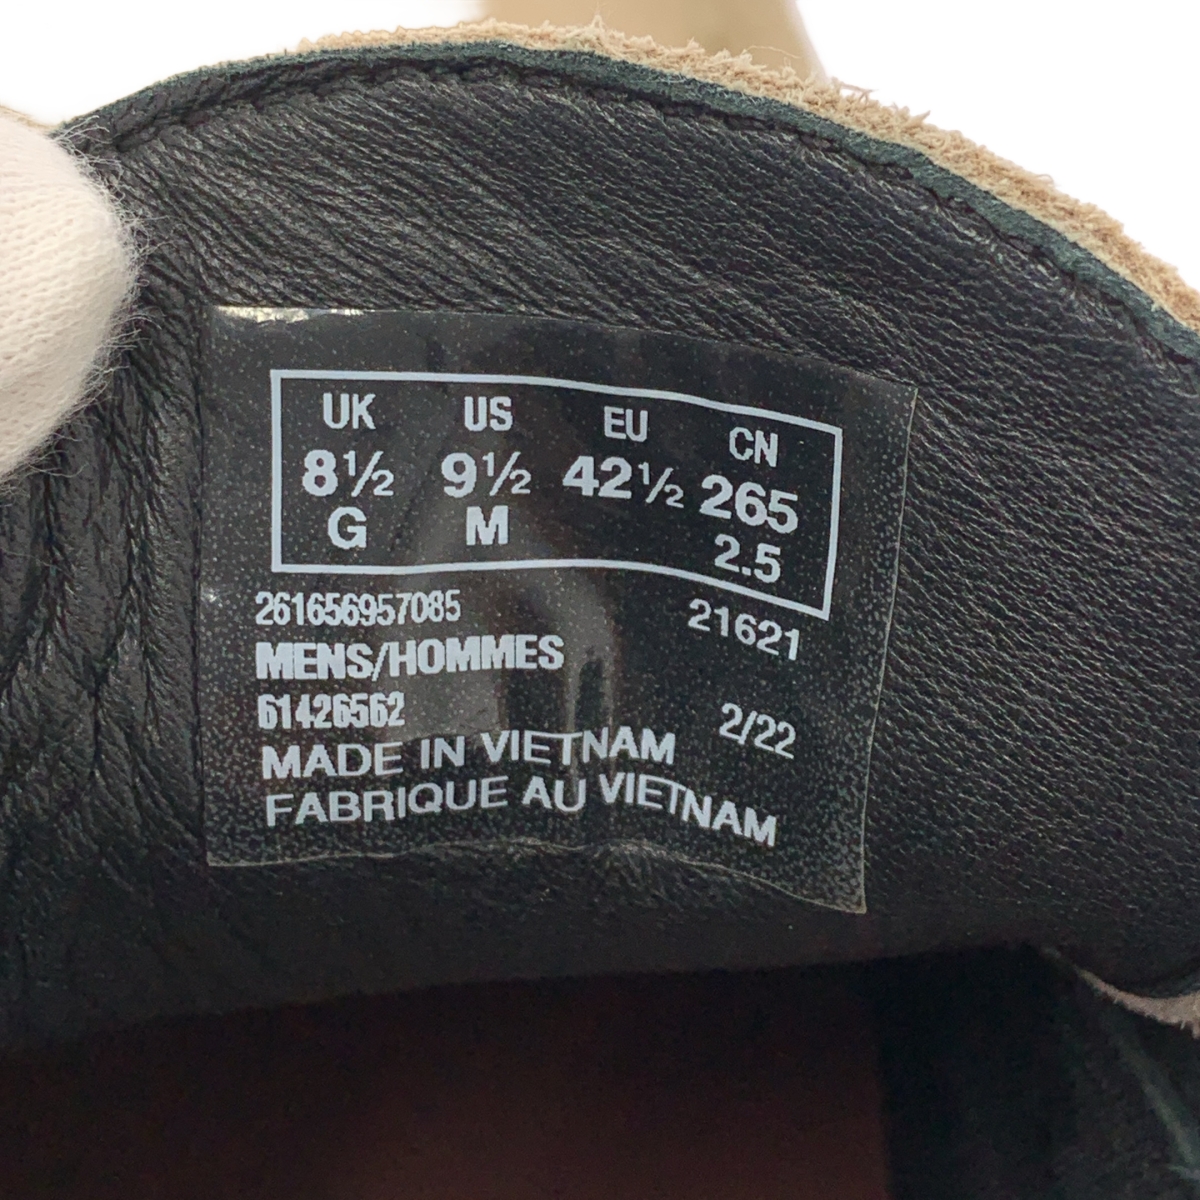 UK US EU CN
8½ 9½ 42½ 265
G M 2.5
261656957085 21621
MENS/HOMMES
61426562 2/22
MADE IN VIETNAM
FABRIQUE AU VIETNAM